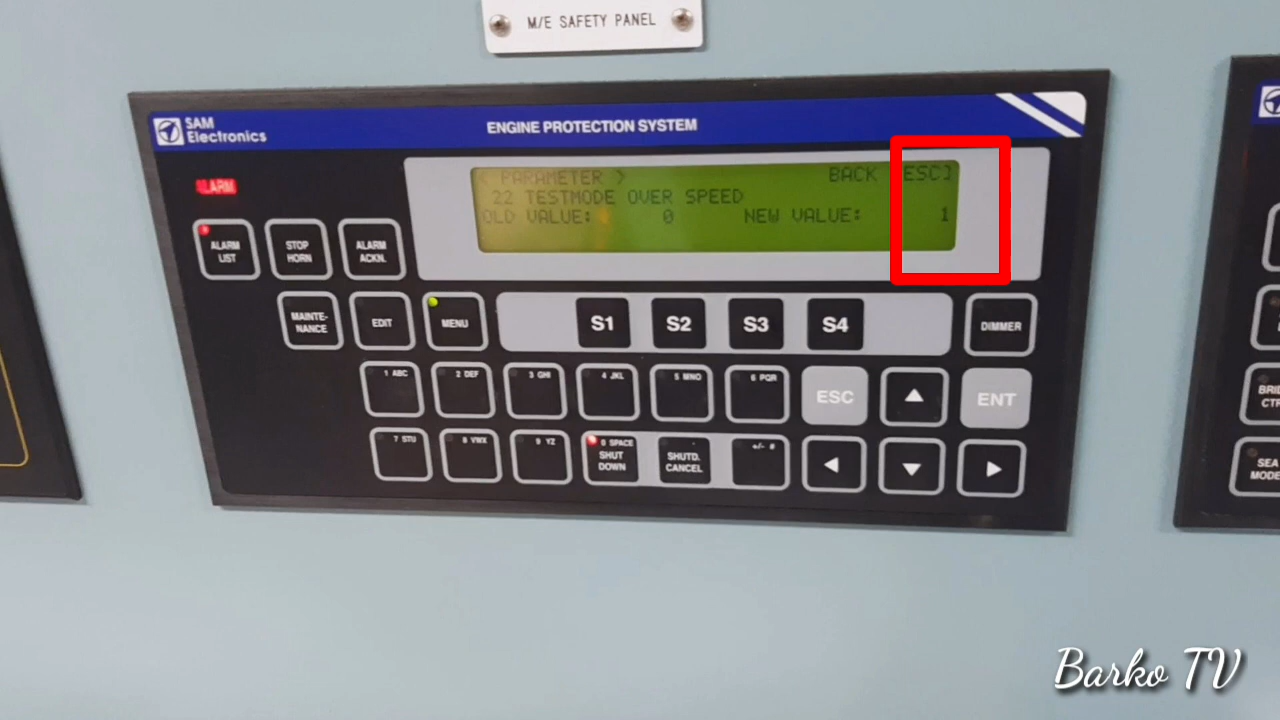 M/E SAFETY PANEL
SAM
Electronics
ENGINE PROTECTION SYSTEM
ALARM
< PARAMETER > BACK [ESC]
22 TESTMODE OVER SPEED
OLD VALUE: 0 NEW VALUE: 1
ALARM
LIST
STOP
HORN
ALARM
ACKN.
MAINTE-
NANCE
EDIT
MENU
S1
S2
S3
S4
DIMMER
1 ABC
2 DEF
3 GHI
4 JKL
5 MNO
6 PQR
ESC
▲
ENT
7 STU
8 VWX
9 YZ
0 SPACE
SHUT
DOWN
SHUTD.
CANCEL
+/- #
◀
▼
▶
SEA
MODE
Barko TV